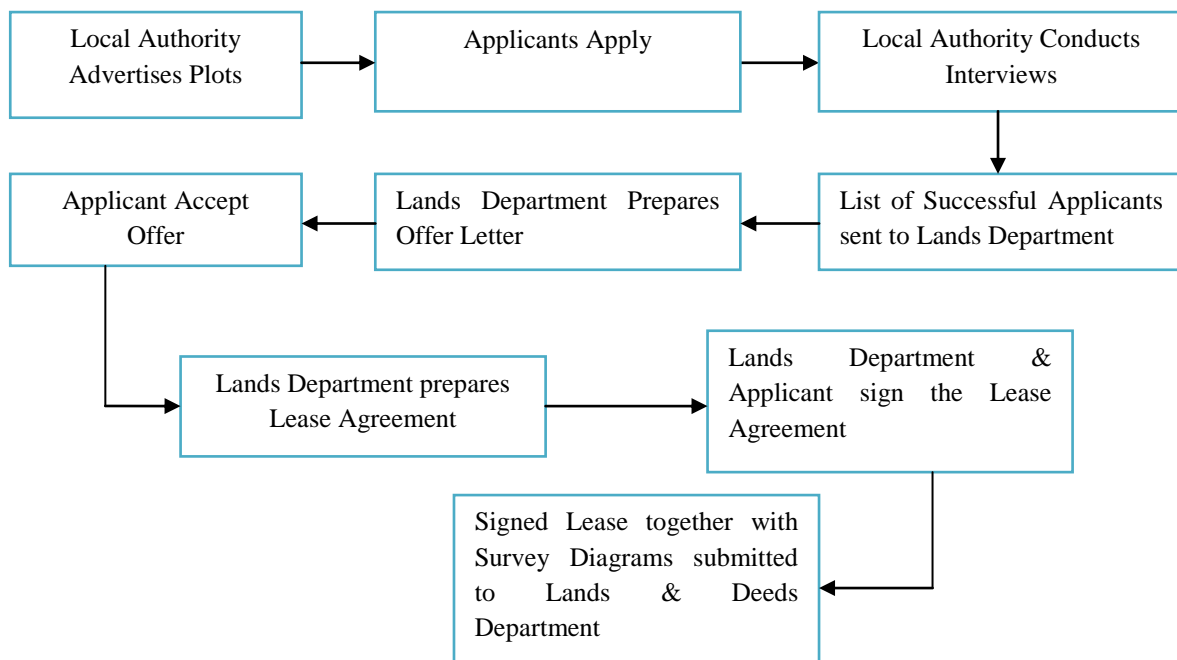 Local Authority
Advertises Plots
Applicants Apply
Local Authority Conducts
Interviews
List of Successful Applicants
sent to Lands Department
Lands Department Prepares
Offer Letter
Applicant Accept
Offer
Lands Department prepares
Lease Agreement
Lands Department &
Applicant sign the Lease
Agreement
Signed Lease together with
Survey Diagrams submitted
to Lands & Deeds
Department